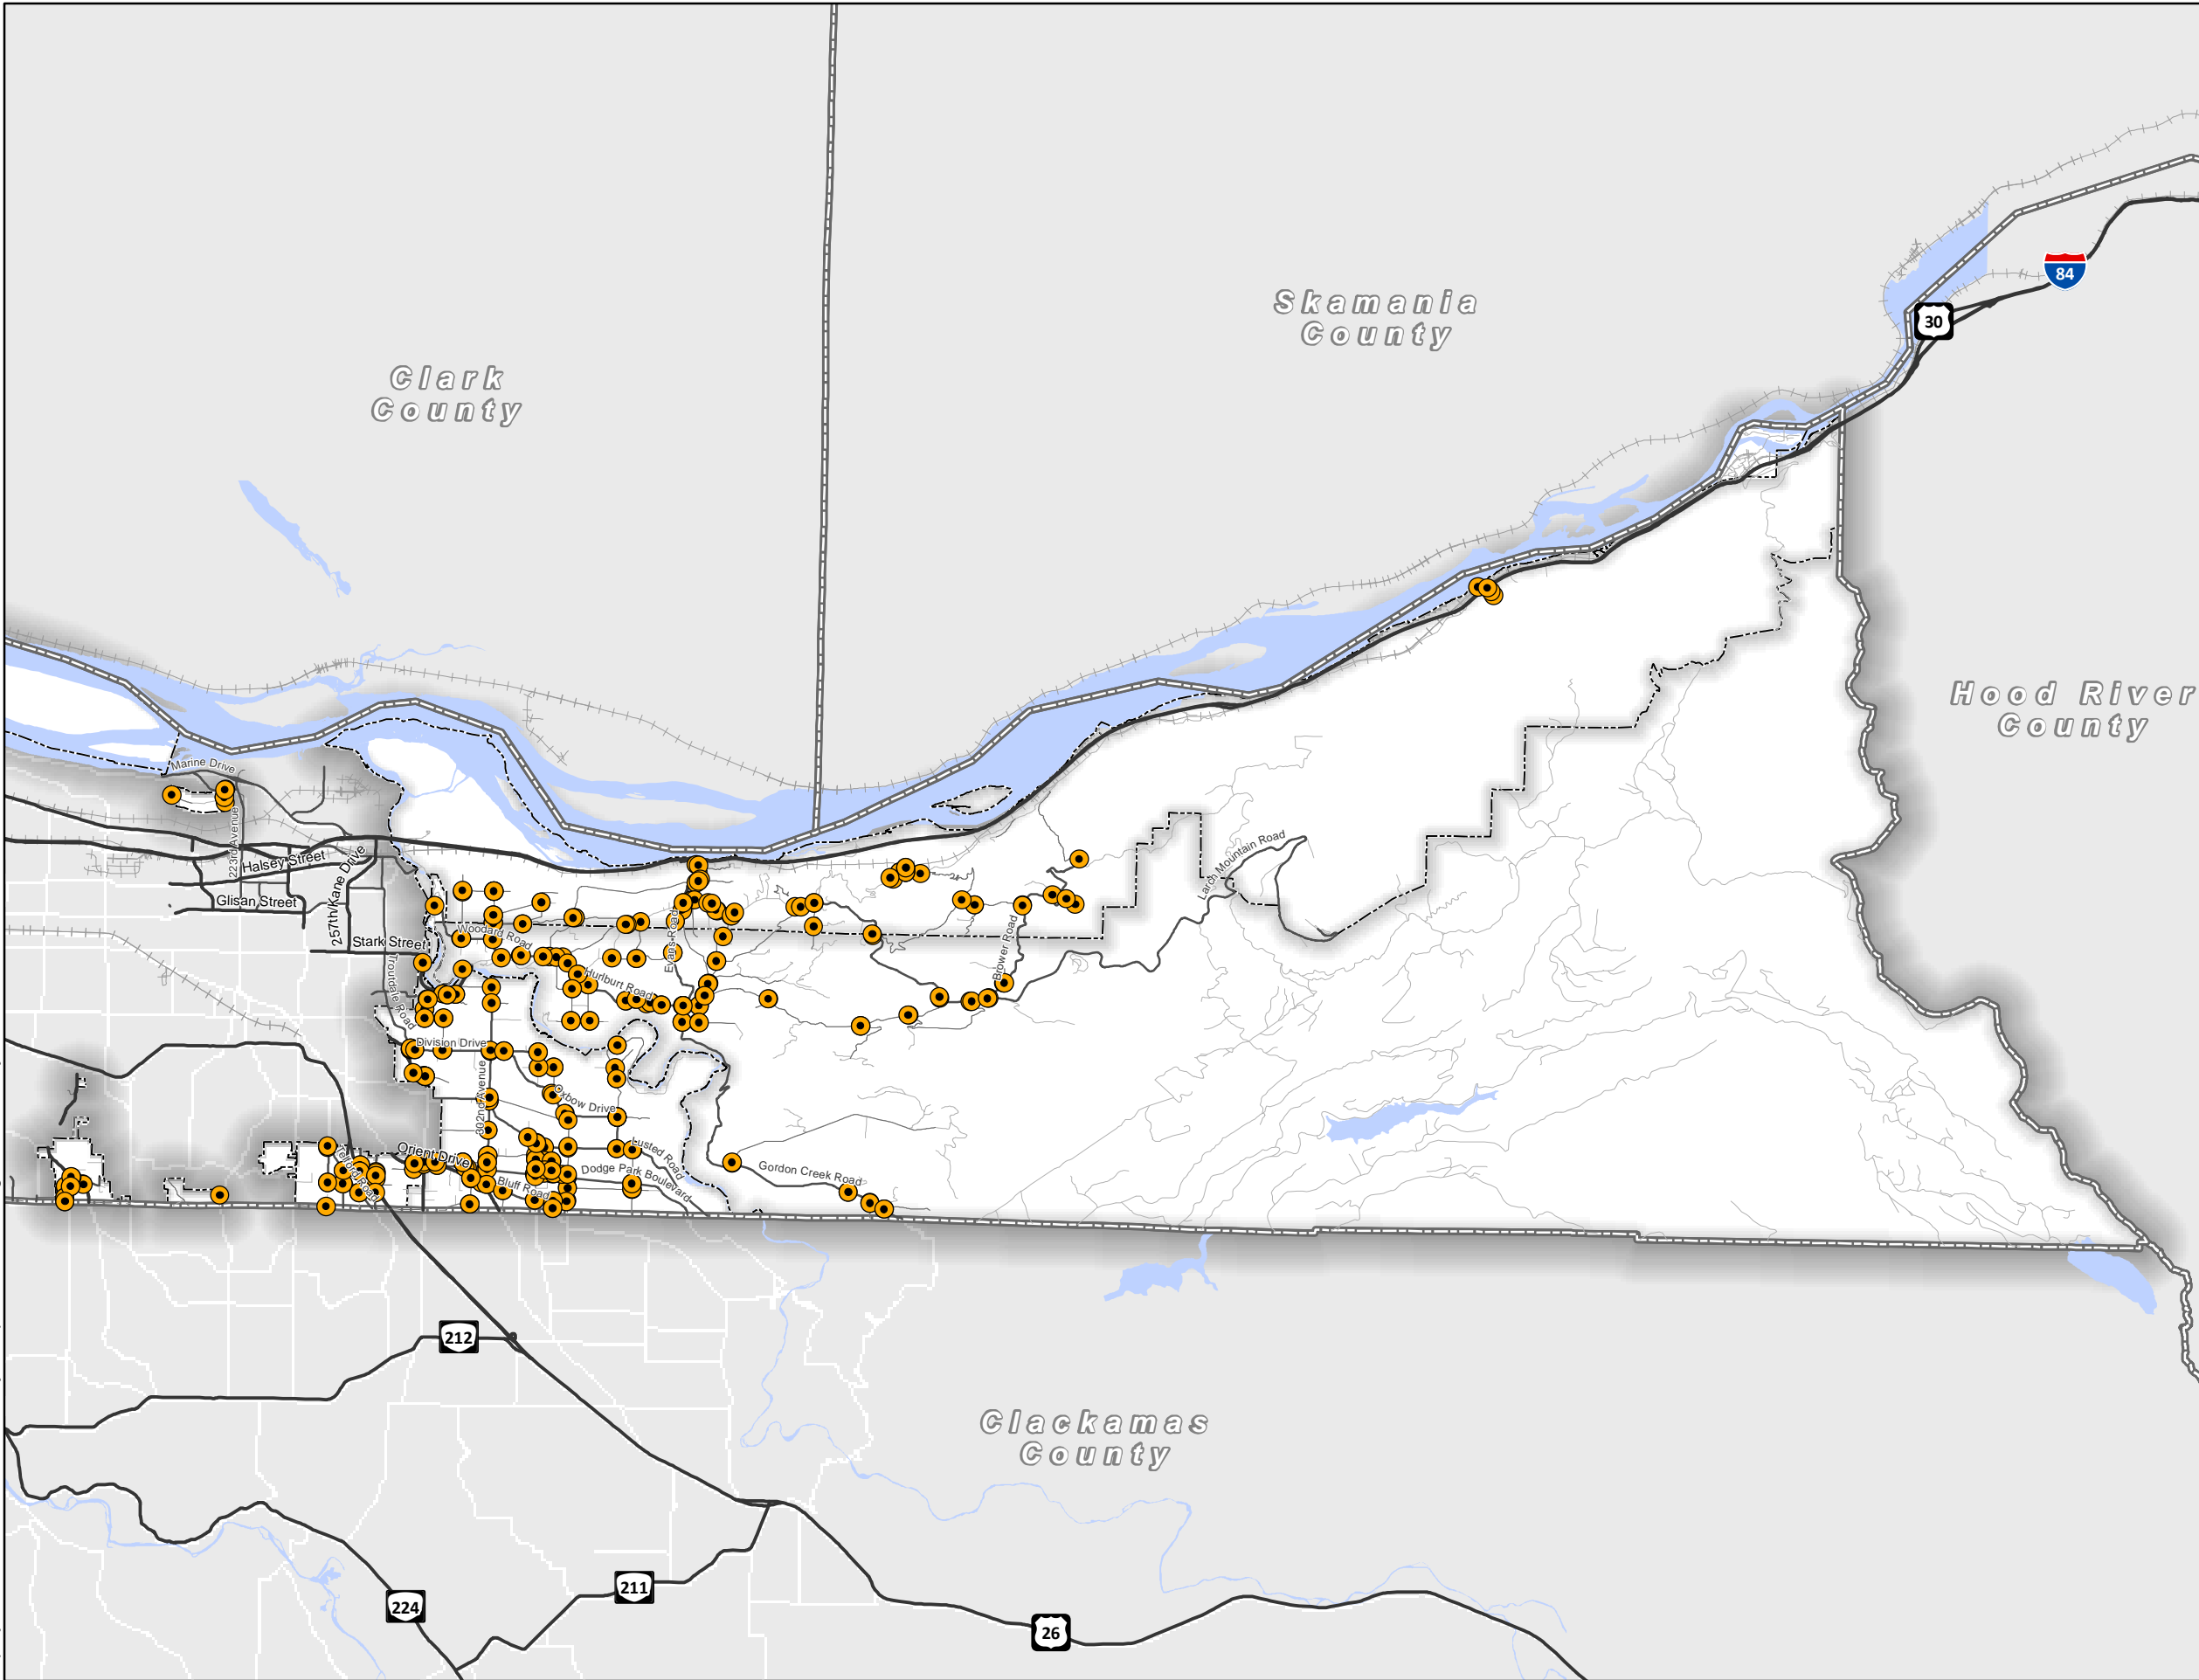 84
Skamania
County
30
Clark
County
Hood River
County
Marine Drive
223rd Avenue
Halsey Street
257th/Kane Drive
Glisan Street
Larch Mountain Road
Stark Street
Woodard Road
Evans Road
Brower Road
Troutdale Road
Hurlburt Road
Division Drive
302nd Avenue
Oxbow Drive
Orient Drive
Telford Road
Lusted Road
Dodge Park Boulevard
Bluff Road
Gordon Creek Road
212
Clackamas
County
211
224
26